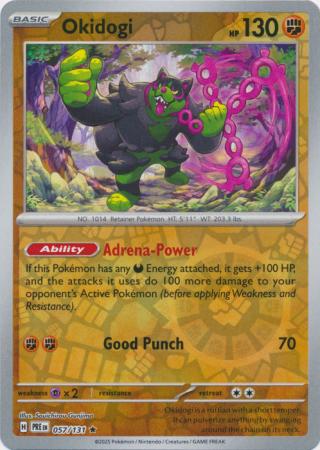 BASIC
Okidogi
HP 130
NO. 1014 Retainer Pokémon HT: 5'11" WT: 203.3 lbs.
Ability Adrena-Power
If this Pokémon has any Energy attached, it gets +100 HP,
and the attacks it uses do 100 more damage to your
opponent's Active Pokémon (before applying Weakness and
Resistance).
Good Punch 70
weakness ×2 resistance retreat
Illus. Souichirou Gunjima
H PRE EN 057/131 ★
Okidogi is a ruffian with a short temper.
It can pulverize anything by swinging
around the chain
©2025 Pokémon / Nintendo / Creatures / GAME FREAK